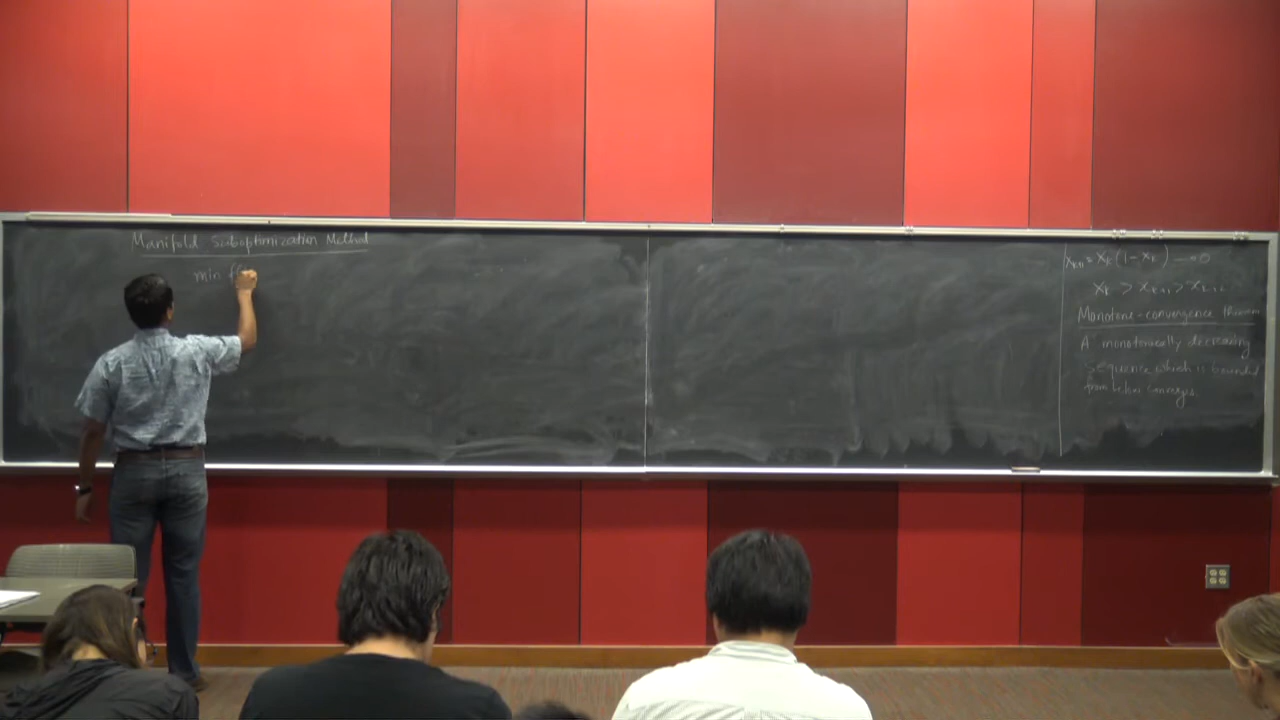 Manifold Suboptimization Method
min f(
x_{k+1} = x_k (1 - x_k) —0
x_k > x_{k+1} > x_{k+2}
Monotone-convergence theorem
A monotonically decreasing
sequence which is bounded
from below converges.